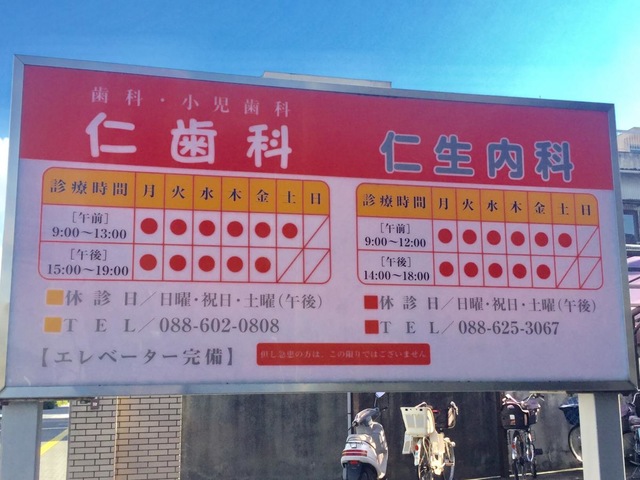 歯科・小児歯科
仁歯科
診療時間 月 火 水 木 金 土 日
[午前] 9:00〜13:00 ● ● ● ● ● ● ／
[午後] 15:00〜19:00 ● ● ● ● ● ／ ／
■休診日／日曜・祝日・土曜(午後)
■TEL／088-602-0808
【エレベーター完備】
仁生内科
診療時間 月 火 水 木 金 土 日
[午前] 9:00〜12:00 ● ● ● ● ● ● ／
[午後] 14:00〜18:00 ● ● ● ● ● ／ ／
■休診日／日曜・祝日・土曜(午後)
■TEL／088-625-3067
但し急患の方は、この限りではございません